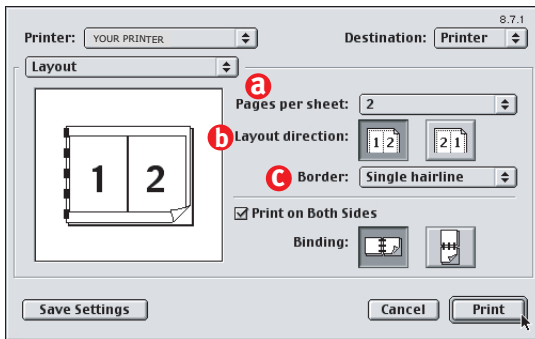 8.7.1
Printer: YOUR PRINTER Destination: Printer
Layout
a
Pages per sheet: 2
b Layout direction: 1 2 2 1
1 2
c Border: Single hairline
Print on Both Sides
Binding:
Save Settings Cancel Print